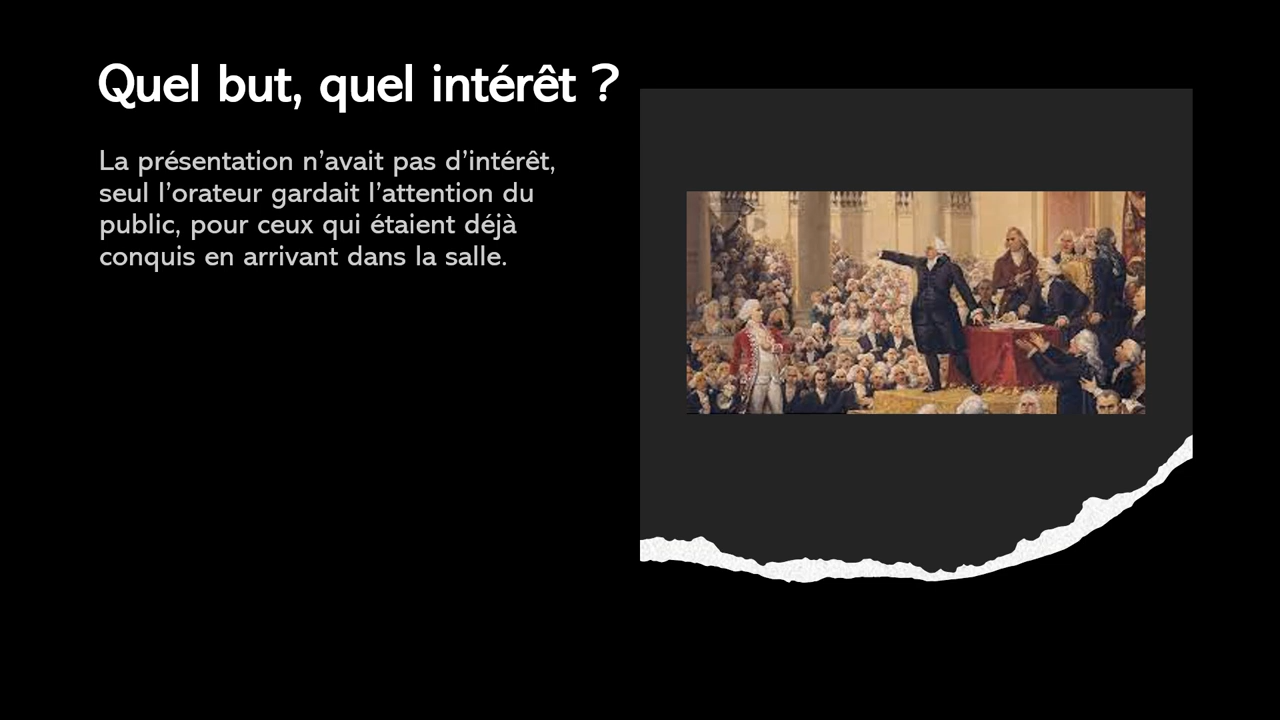 Quel but, quel intérêt ?
La présentation n’avait pas d’intérêt,
seul l’orateur gardait l’attention du
public, pour ceux qui étaient déjà
conquis en arrivant dans la salle.